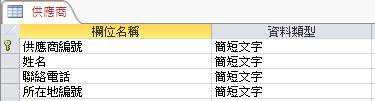 供應商
欄位名稱 資料類型
供應商編號 簡短文字
姓名 簡短文字
聯絡電話 簡短文字
所在地編號 簡短文字